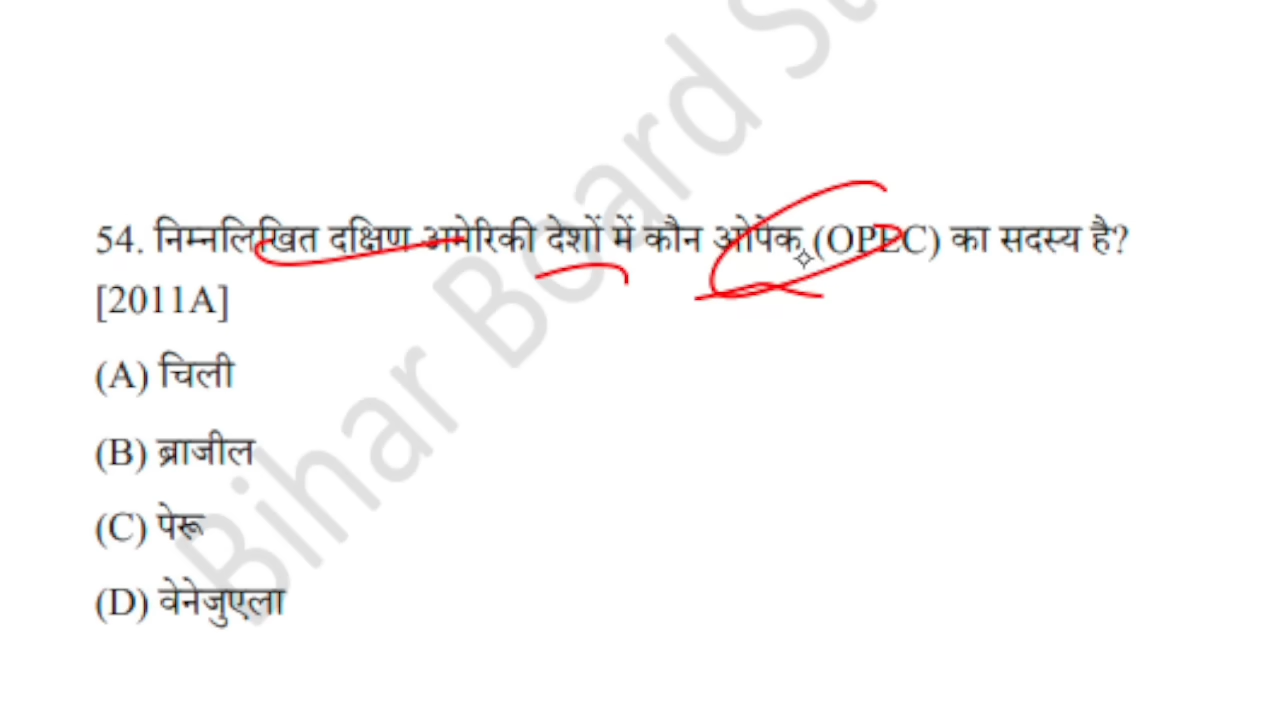 54. निम्नलिखित दक्षिण अमेरिकी देशों में कौन ओपेक (OPEC) का सदस्य है?
[2011A]
(A) चिली
(B) ब्राजील
(C) पेरू
(D) वेनेजुएला
Bihar Board